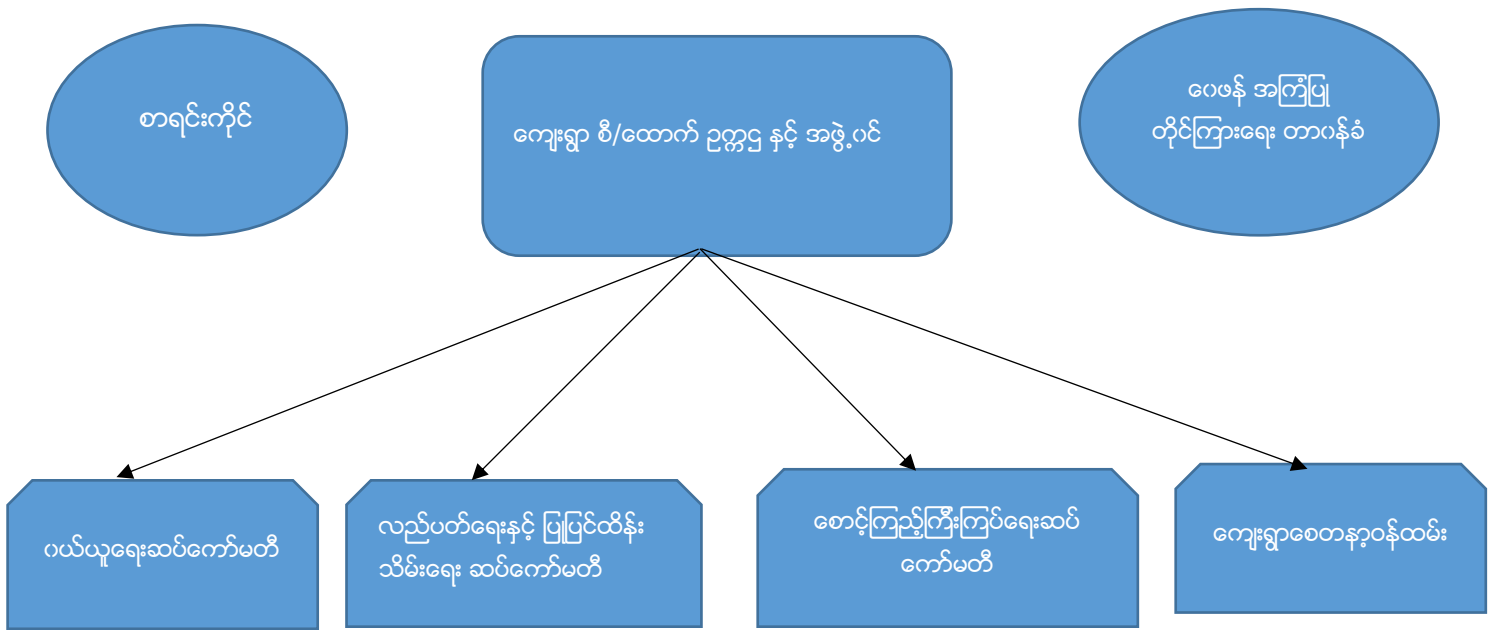 စာရင်းကိုင်
ကျေးရွာ စီ/ထောက် ဥက္ကဌ နှင့် အဖွဲ့ဝင်
ဝေဖန် အကြံပြု
တိုင်ကြားရေး တာဝန်ခံ
ဝယ်ယူရေးဆပ်ကော်မတီ
လည်ပတ်ရေးနှင့် ပြုပြင်ထိန်း
သိမ်းရေး ဆပ်ကော်မတီ
စောင့်ကြည့်ကြီးကြပ်ရေးဆပ်
ကော်မတီ
ကျေးရွာစေတနာ့ဝန်ထမ်း